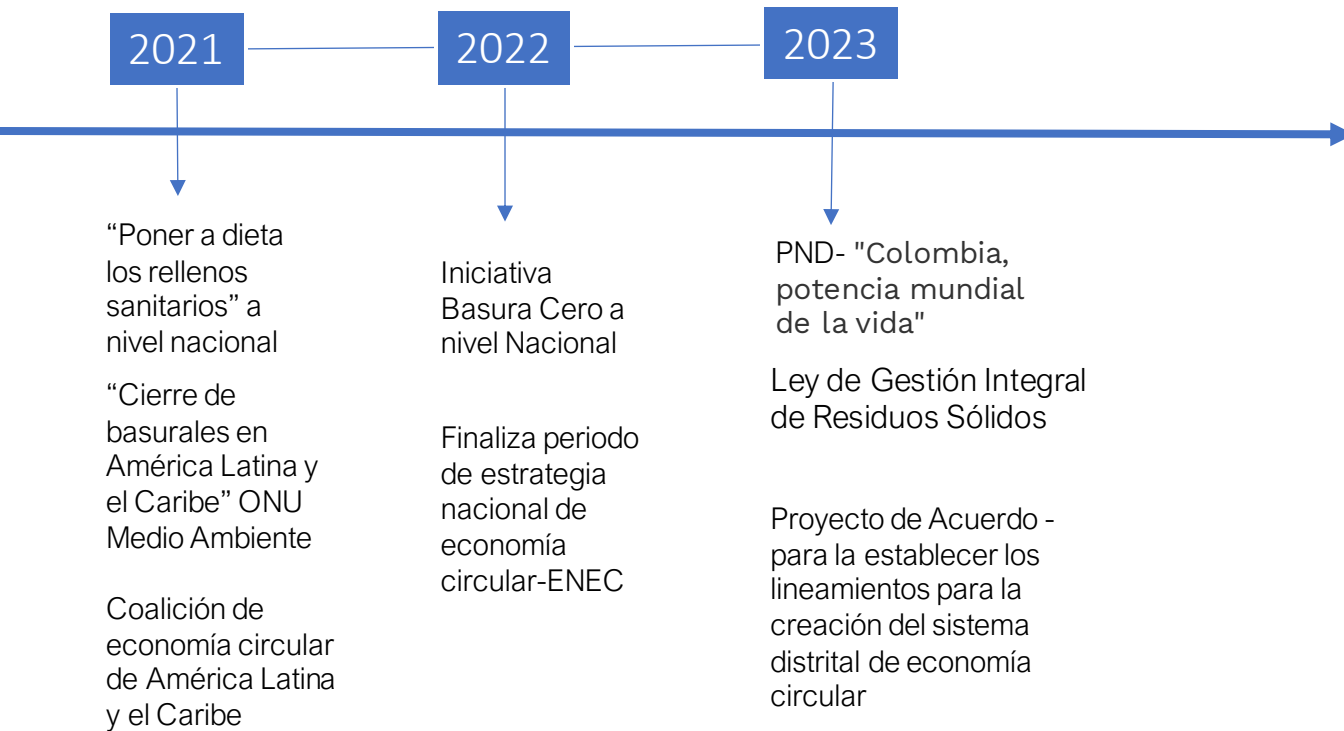 2021
2022
2023
“Poner a dieta
los rellenos
sanitarios” a
nivel nacional
“Cierre de
basurales en
América Latina y
el Caribe” ONU
Medio Ambiente
Coalición de
economía circular
de América Latina
y el Caribe
Iniciativa
Basura Cero a
nivel Nacional
Finaliza periodo
de estrategia
nacional de
economía
circular-ENEC
PND- "Colombia,
potencia mundial
de la vida"
Ley de Gestión Integral
de Residuos Sólidos
Proyecto de Acuerdo -
para la establecer los
lineamientos para la
creación del sistema
distrital de economía
circular